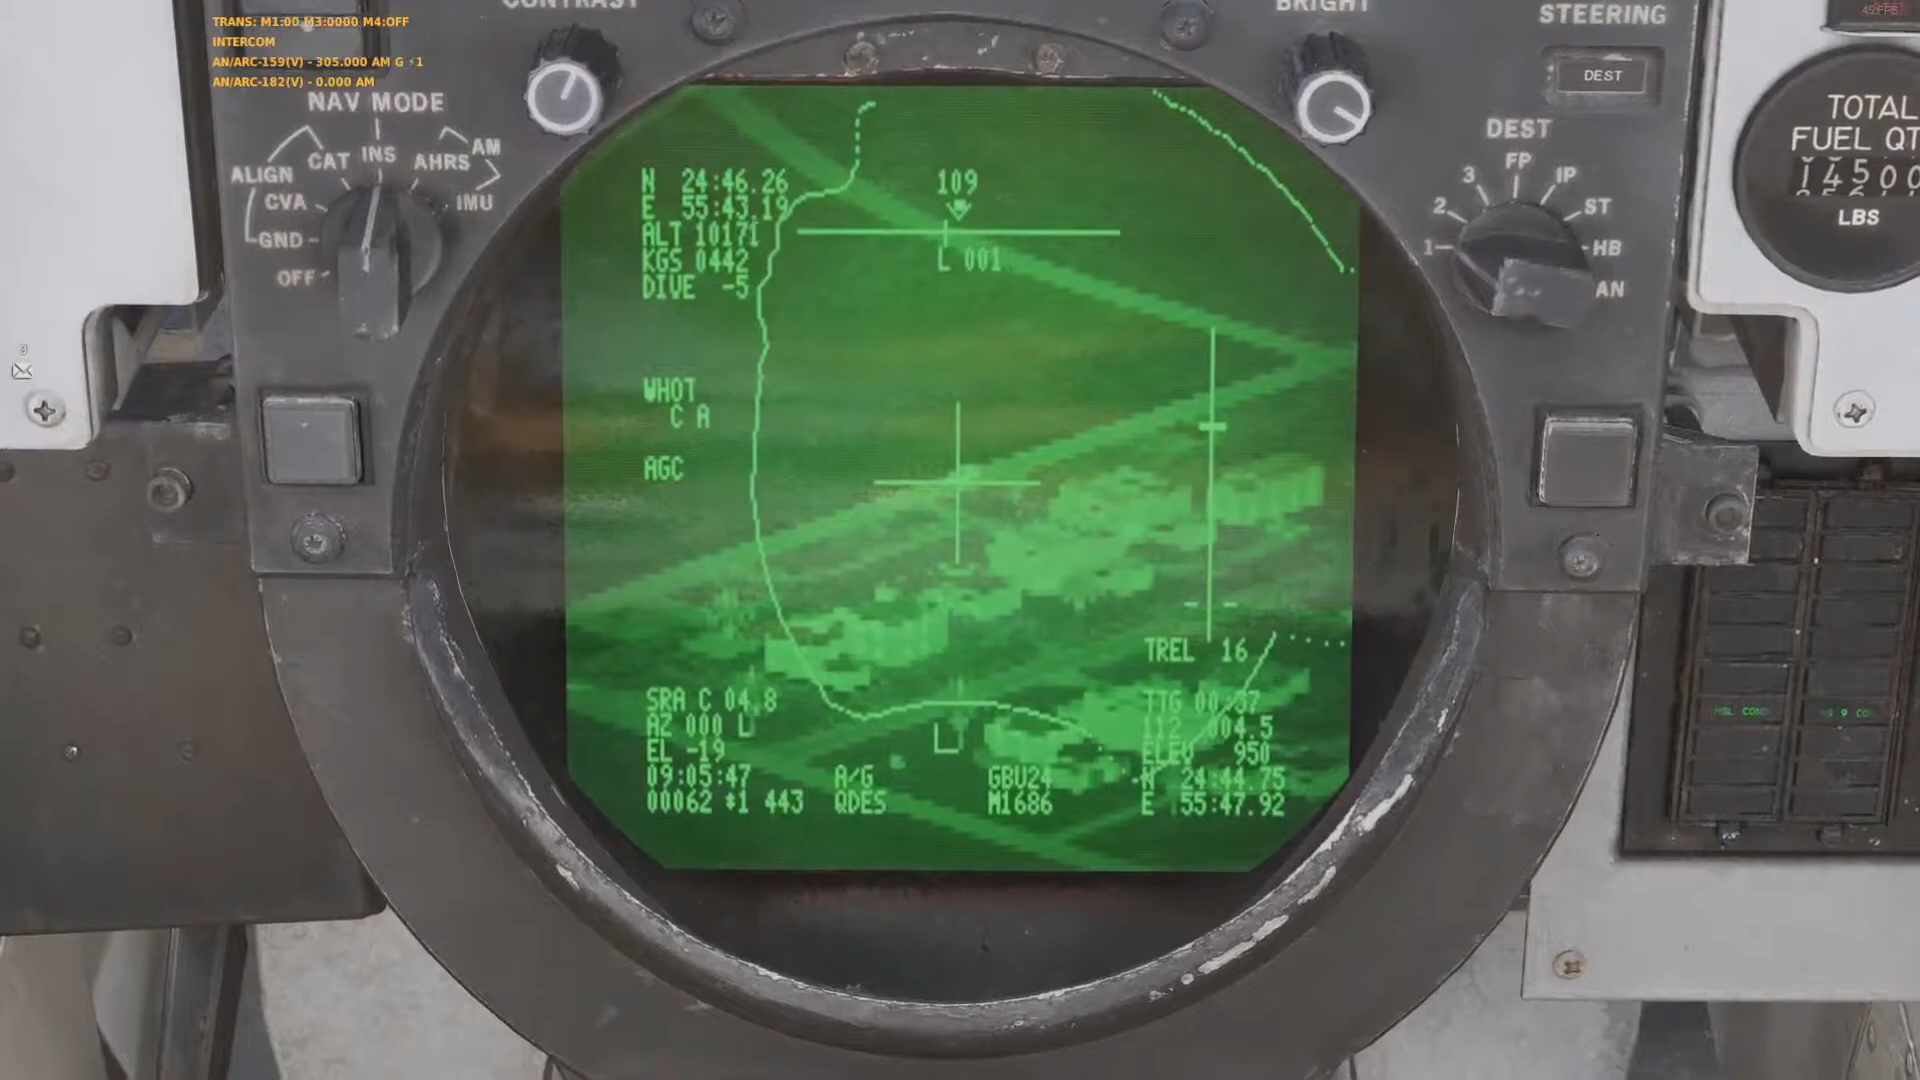 TRANS: M1:00 M3:0000 M4:OFF
INTERCOM
AN/ARC-159(V) - 305.000 AM G ⚡1
AN/ARC-182(V) - 0.000 AM
CONTRAST
BRIGHT
STEERING
DEST
NAV MODE
ALIGN
CAT
INS
AHRS
AM
CVA
IMU
GND
OFF
DEST
FP
3
IP
2
ST
1
HB
AN
TOTAL
FUEL QT
LBS
3
N 24:46.26
E 55:43.19
ALT 10171
KGS 0442
DIVE -5
109
L 001
WHOT
C A
AGC
TREL 16
SRA C 04.8
AZ 000 L
EL -19
09:05:47
00062 *1 443
A/G
QDES
GBU24
M1686
TTG 00:37
112 004.5
ELEV 950
N 24:44.75
E 55:47.92